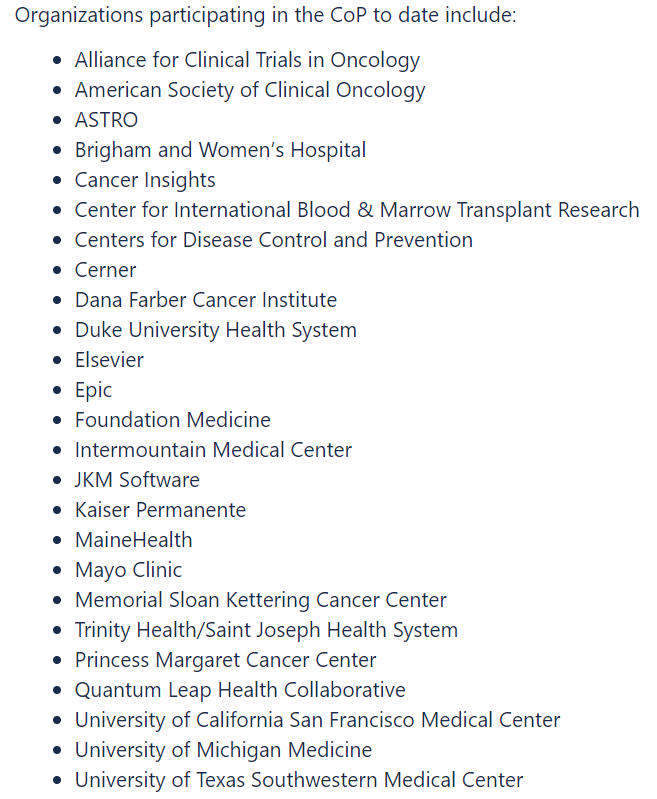 Organizations participating in the CoP to date include:
• Alliance for Clinical Trials in Oncology
• American Society of Clinical Oncology
• ASTRO
• Brigham and Women's Hospital
• Cancer Insights
• Center for International Blood & Marrow Transplant Research
• Centers for Disease Control and Prevention
• Cerner
• Dana Farber Cancer Institute
• Duke University Health System
• Elsevier
• Epic
• Foundation Medicine
• Intermountain Medical Center
• JKM Software
• Kaiser Permanente
• MaineHealth
• Mayo Clinic
• Memorial Sloan Kettering Cancer Center
• Trinity Health/Saint Joseph Health System
• Princess Margaret Cancer Center
• Quantum Leap Health Collaborative
• University of California San Francisco Medical Center
• University of Michigan Medicine
• University of Texas Southwestern Medical Center